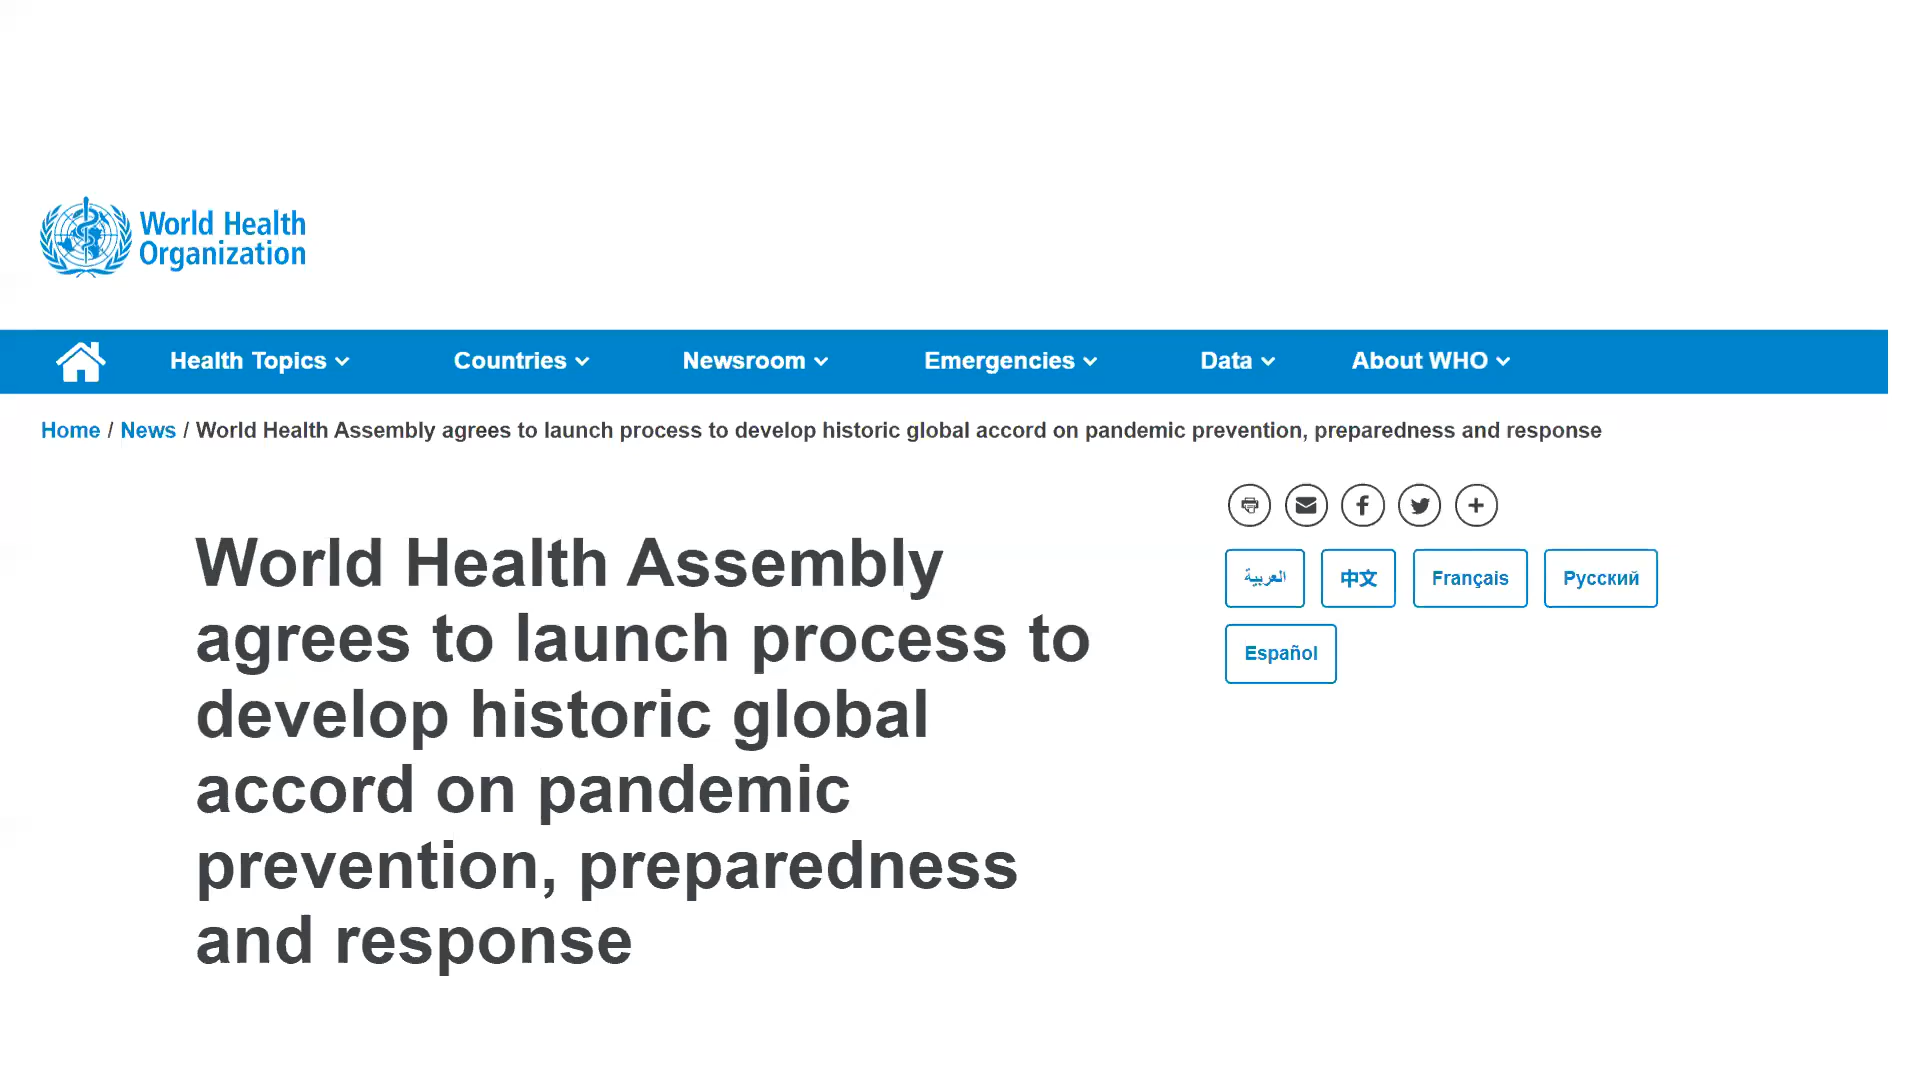 World Health
Organization
Health Topics Countries Newsroom Emergencies Data About WHO
Home / News / World Health Assembly agrees to launch process to develop historic global accord on pandemic prevention, preparedness and response
World Health Assembly
agrees to launch process to
develop historic global
accord on pandemic
prevention, preparedness
and response
العربية 中文 Français Русский
Español